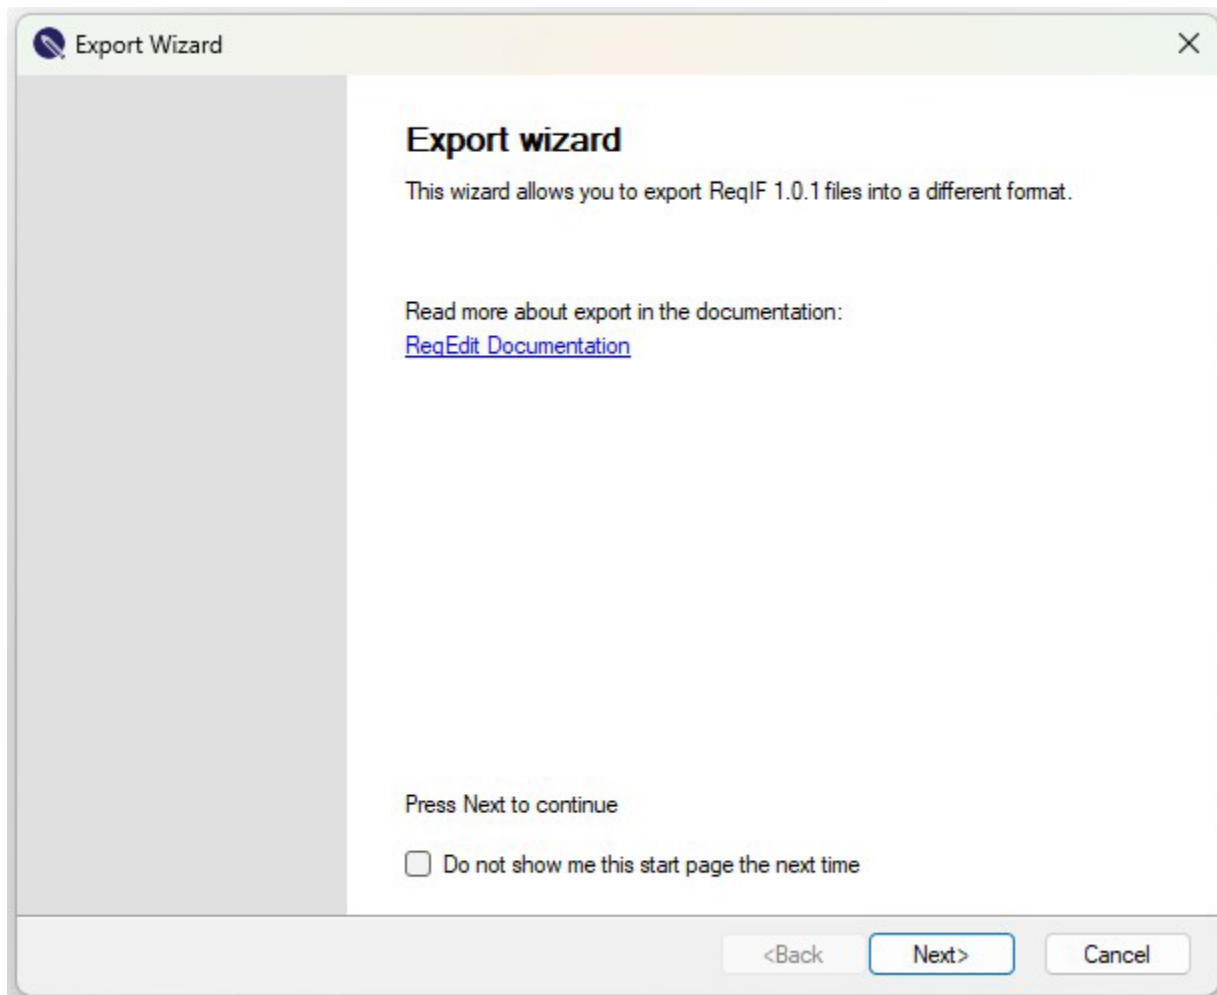 Export Wizard
Export wizard
This wizard allows you to export ReqIF 1.0.1 files into a different format.
Read more about export in the documentation:
ReqEdit Documentation
Press Next to continue
Do not show me this start page the next time
<Back
Next>
Cancel